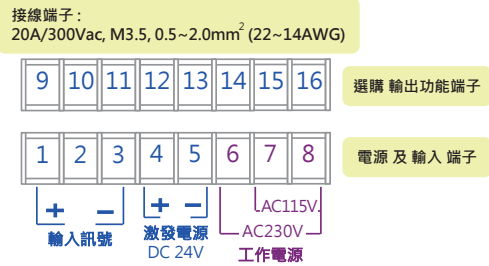 接線端子 :
20A/300Vac, M3.5, 0.5~2.0mm² (22~14AWG)
9 10 11 12 13 14 15 16
選購 輸出功能端子
1 2 3 4 5 6 7 8
電源 及 輸入 端子
+ − + −
AC115V
輸入訊號 激發電源 AC230V
DC 24V 工作電源